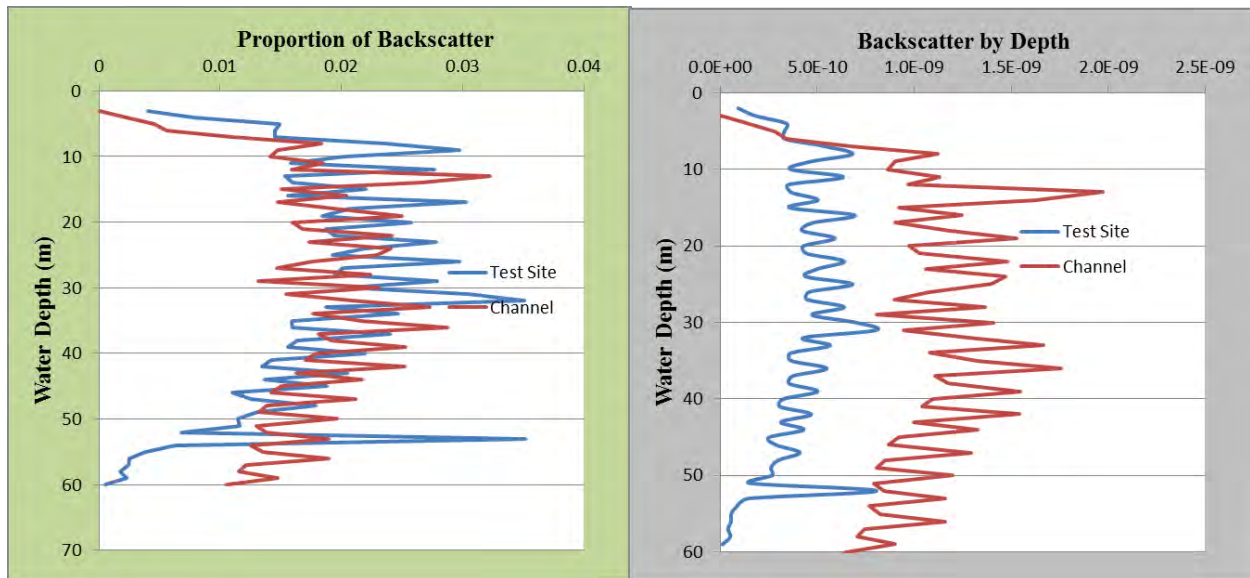 Proportion of Backscatter
0 0.01 0.02 0.03 0.04
0
10
20
30
40
50
60
70
Water Depth (m)
Test Site
Channel
Backscatter by Depth
0.0E+00 5.0E-10 1.0E-09 1.5E-09 2.0E-09 2.5E-09
0
10
20
30
40
50
60
Water Depth (m)
Test Site
Channel